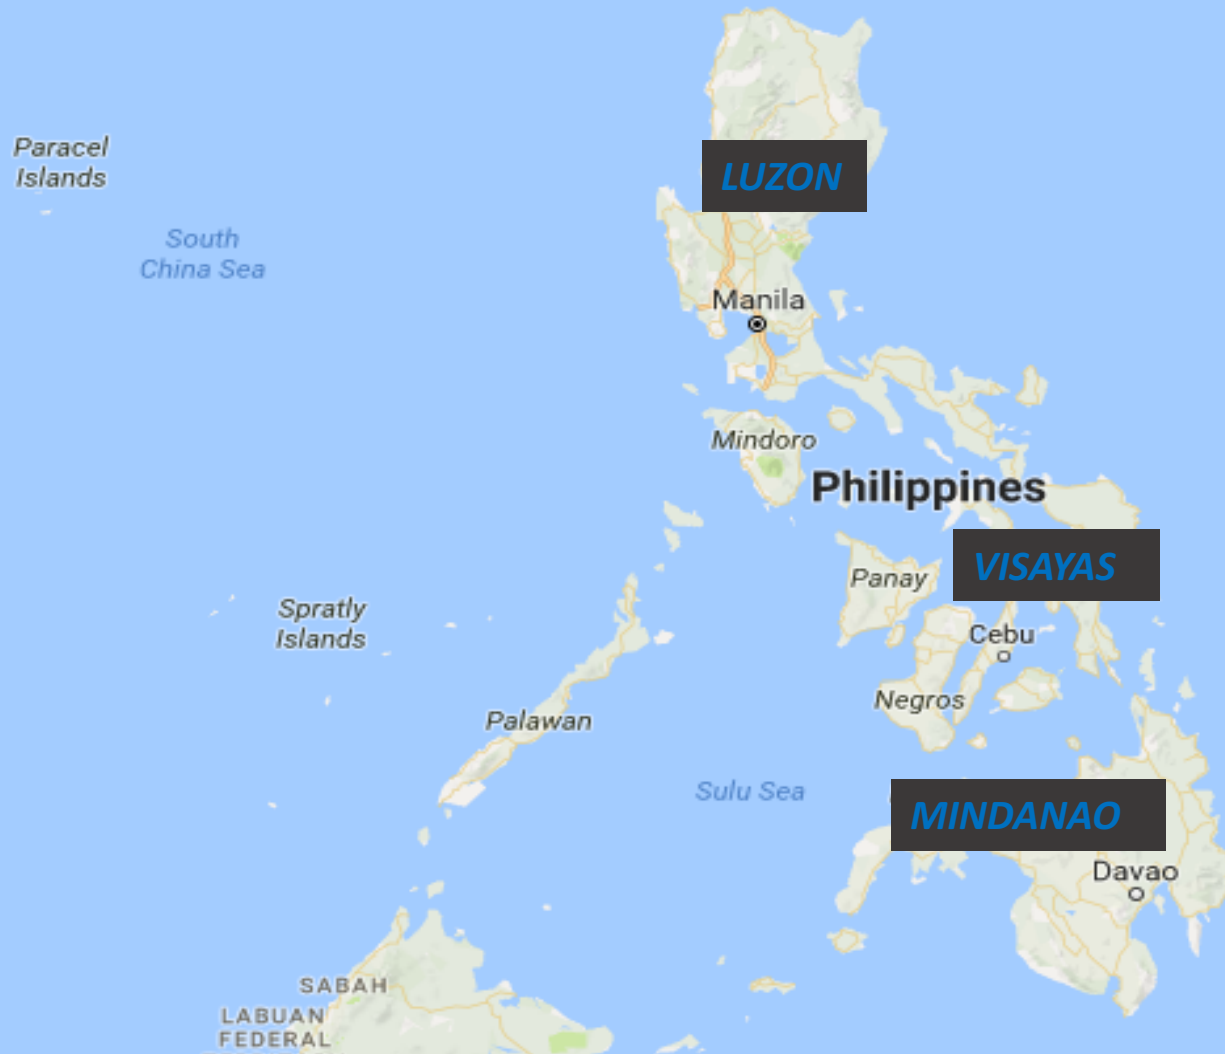 Paracel
Islands
LUZON
South
China Sea
Manila
Mindoro
Philippines
VISAYAS
Panay
Spratly
Islands
Cebu
Negros
Palawan
Sulu Sea
MINDANAO
Davao
SABAH
LABUAN
FEDERAL